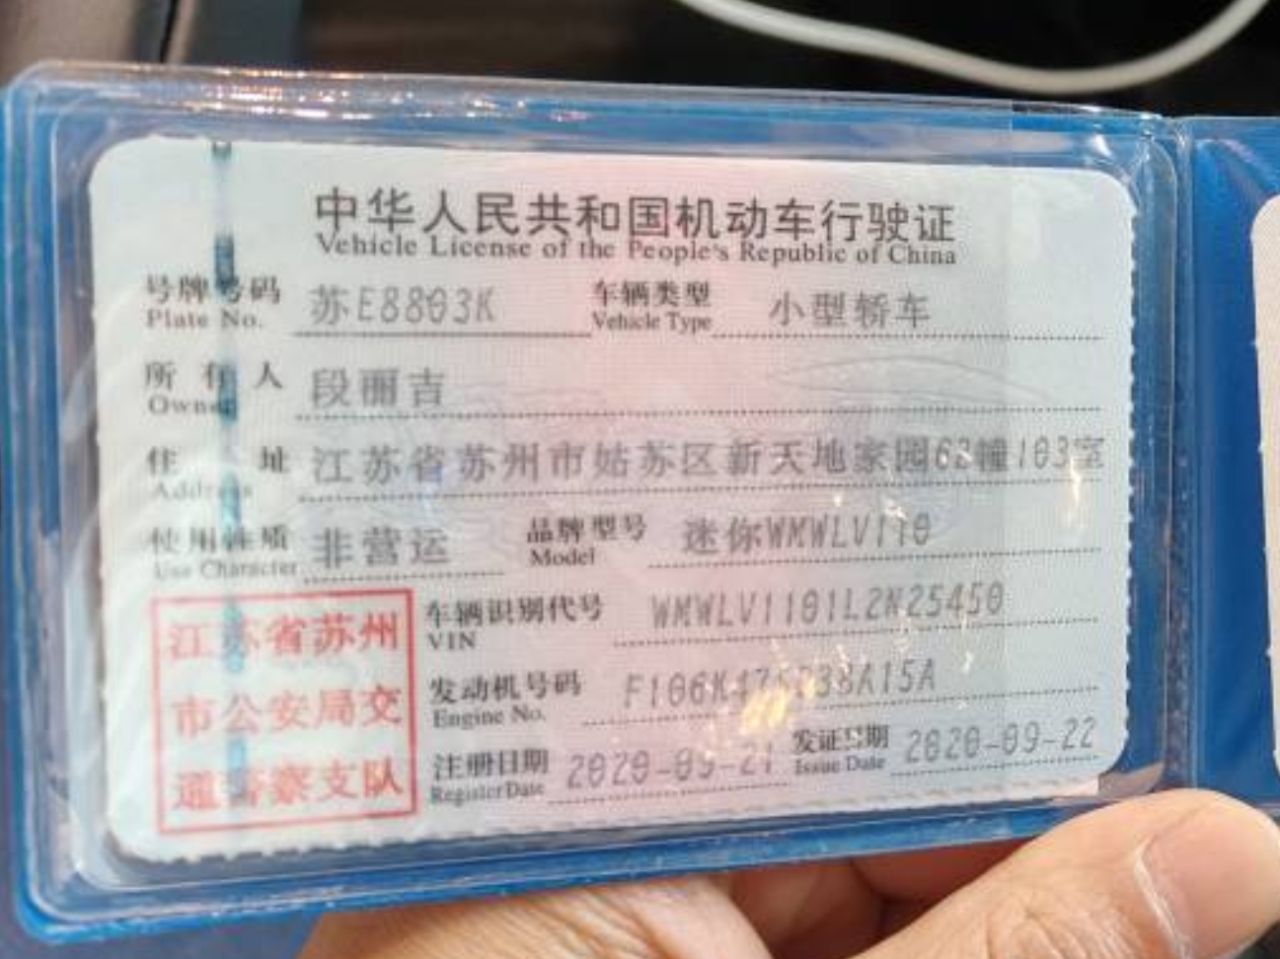 中华人民共和国机动车行驶证
Vehicle License of the People's Republic of China
号牌号码 苏E8803K 车辆类型 小型轿车
Plate No. Vehicle Type
所有人 段丽吉
Owner
住址 江苏省苏州市姑苏区新天地家园62幢103室
Address
使用性质 非营运 品牌型号 迷你WMWLV110
Use Character Model
江苏省苏州
市公安局交
通警察支队
车辆识别代号 WMWLV1101L2N25450
VIN
发动机号码
Engine No.
注册日期 2020-09-21 发证日期 2020-09-22
Register Date Issue Date